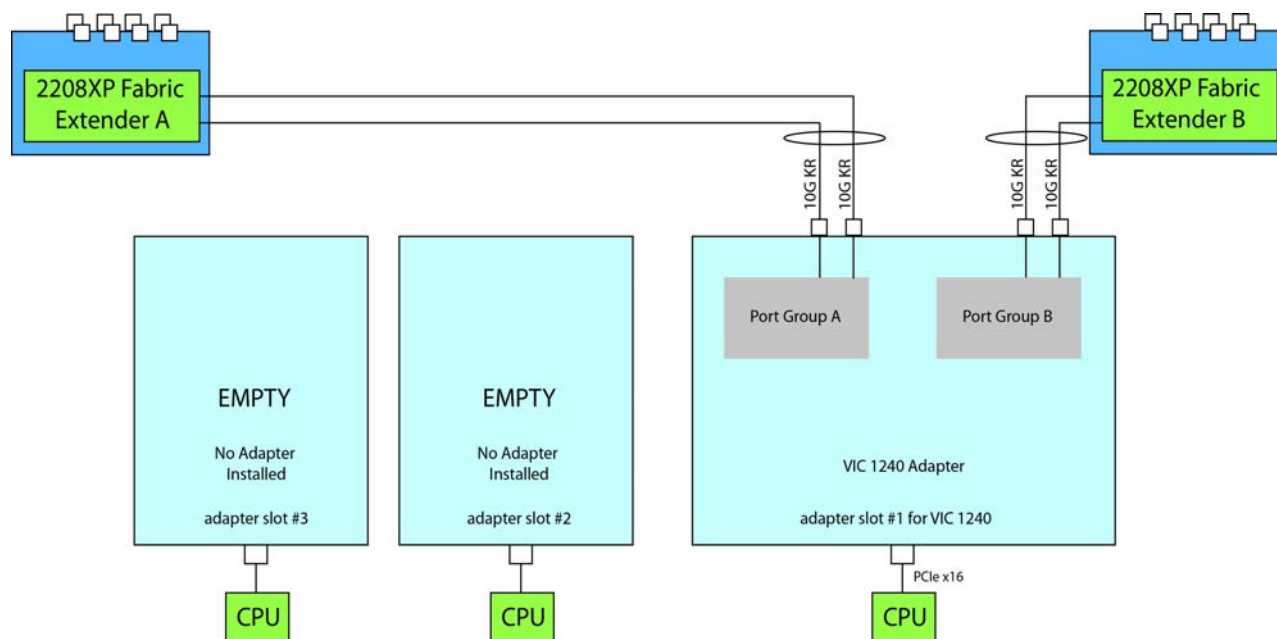 2208XP Fabric
Extender A
2208XP Fabric
Extender B
10G KR
10G KR
10G KR
10G KR
EMPTY
No Adapter
Installed
adapter slot #3
EMPTY
No Adapter
Installed
adapter slot #2
Port Group A
Port Group B
VIC 1240 Adapter
adapter slot #1 for VIC 1240
PCIe x16
CPU
CPU
CPU